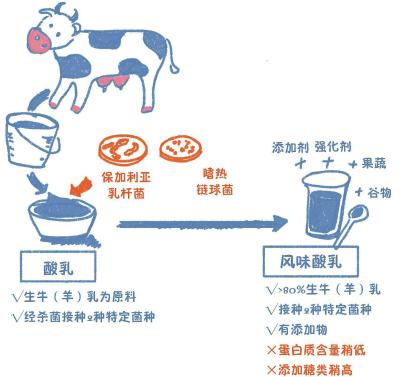 添加剂 强化剂
+ + +果蔬
+谷物
保加利亚
乳杆菌
嗜热
链球菌
酸乳
√生牛(羊)乳为原料
√经杀菌接种2种特定菌种
风味酸乳
√>80%生牛(羊)乳
√接种2种特定菌种
√有添加物
×蛋白质含量稍低
×添加糖类稍高